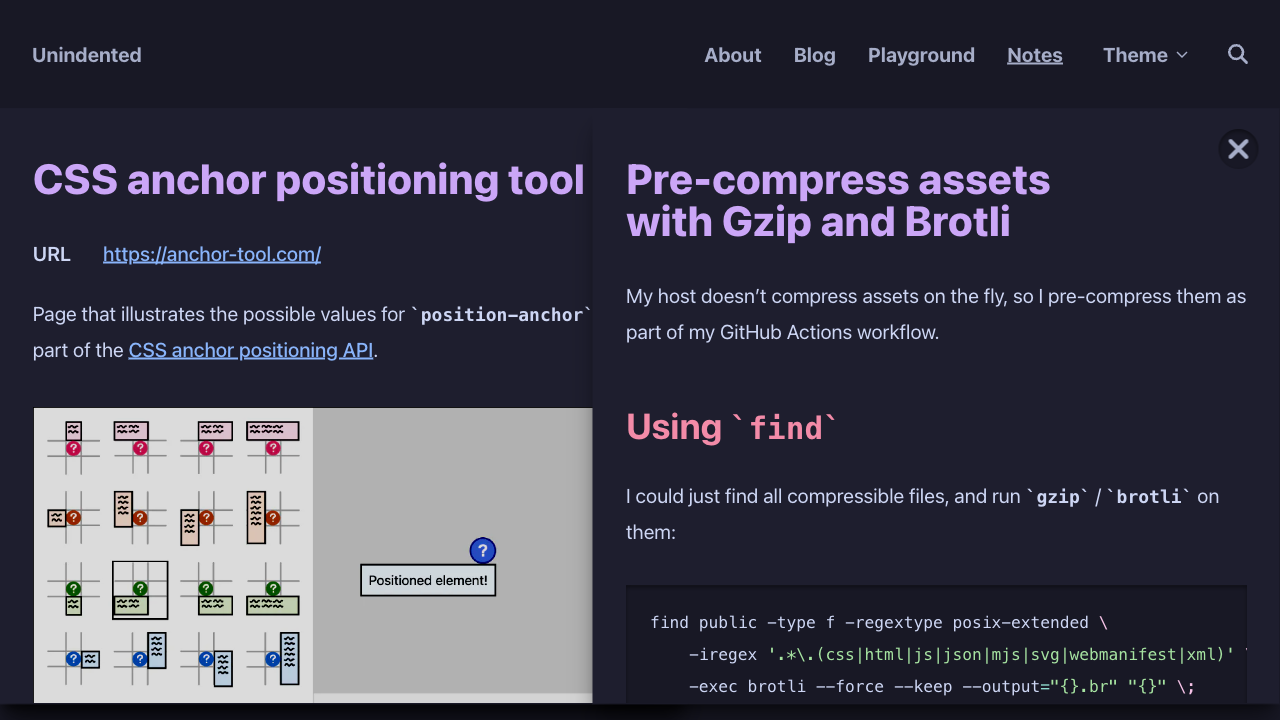 Unindented
About Blog Playground Notes Theme
CSS anchor positioning tool
URL https://anchor-tool.com/
Page that illustrates the possible values for `position-anchor`
part of the CSS anchor positioning API.
?
? ? ? ?
? ? ? ?
? ? ? ?
? ? ? ?
Positioned element!
Pre-compress assets
with Gzip and Brotli
My host doesn’t compress assets on the fly, so I pre-compress them as
part of my GitHub Actions workflow.
Using `find`
I could just find all compressible files, and run `gzip` / `brotli` on
them:
find public -type f -regextype posix-extended \
-iregex '.*\.(css|html|js|json|mjs|svg|webmanifest|xml)' \
-exec brotli --force --keep --output="{}.br" "{}" \;